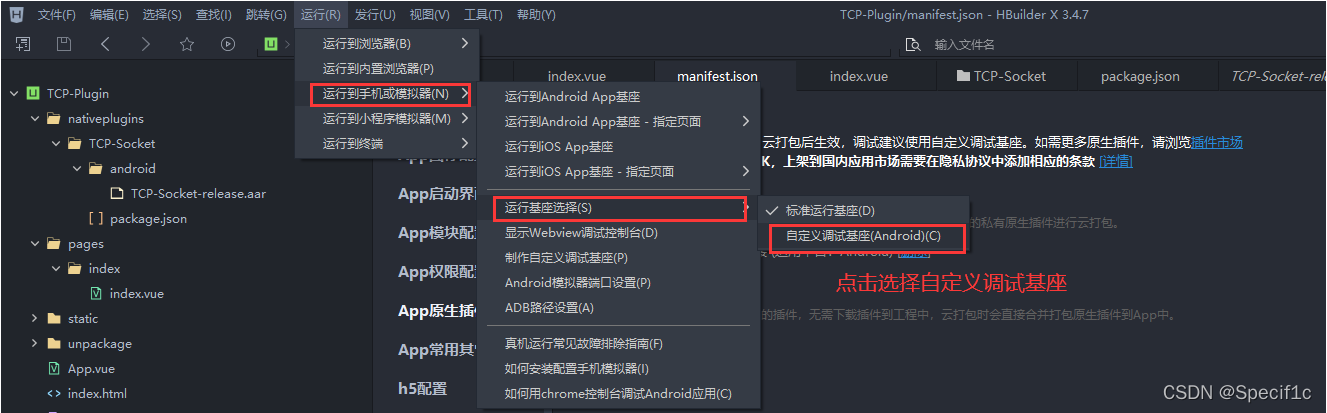 文件(F) 编辑(E) 选择(S) 查找(I) 跳转(G) 运行(R) 发行(U) 视图(V) 工具(T) 帮助(Y) TCP-Plugin/manifest.json - HBuilder X 3.4.7
输入文件名
运行到浏览器(B)
运行到内置浏览器(P)
运行到手机或模拟器(N)
运行到小程序模拟器(M)
运行到终端
index.vue manifest.json index.vue TCP-Socket package.json TCP-Socket-rele
TCP-Plugin
nativeplugins
TCP-Socket
android
TCP-Socket-release.aar
package.json
pages
index
index.vue
static
unpackage
App.vue
index.html
App启动界
App模块配
App权限配
App原生插
App常用其
h5配置
运行到Android App基座
运行到Android App基座 - 指定页面
运行到iOS App基座
运行到iOS App基座 - 指定页面
运行基座选择(S)
显示Webview调试控制台(D)
制作自定义调试基座(P)
Android模拟器端口设置(P)
ADB路径设置(A)
真机运行常见故障排除指南(F)
如何安装配置手机模拟器(I)
如何用chrome控制台调试Android应用(C)
标准运行基座(D)
自定义调试基座(Android)(C)
云打包后生效，调试建议使用自定义调试基座。如需更多原生插件，请浏览插件市场
K，上架到国内应用市场需要在隐私协议中添加相应的条款 [详情]
的私有原生插件进行云打包。
点击选择自定义调试基座
的插件，无需下载插件到工程中，云打包时会直接合并打包原生插件到App中。
CSDN @Specif1c